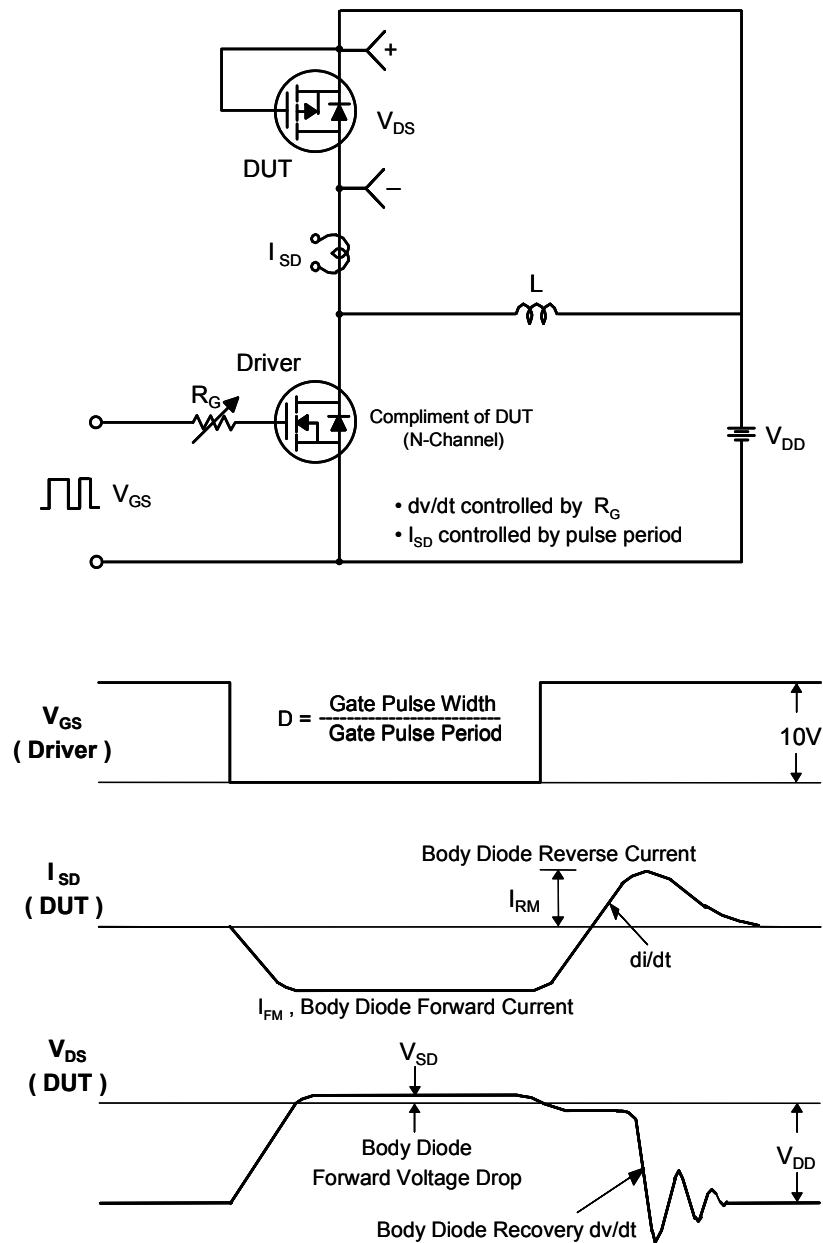 +
V_DS
DUT
−
I_SD
L
Driver
R_G
Compliment of DUT
(N-Channel)
V_DD
V_GS
• dv/dt controlled by R_G
• I_SD controlled by pulse period
V_GS
( Driver )
D = Gate Pulse Width
Gate Pulse Period
10V
I_SD
( DUT )
Body Diode Reverse Current
I_RM
di/dt
I_FM , Body Diode Forward Current
V_DS
( DUT )
V_SD
Body Diode
Forward Voltage Drop
V_DD
Body Diode Recovery dv/dt